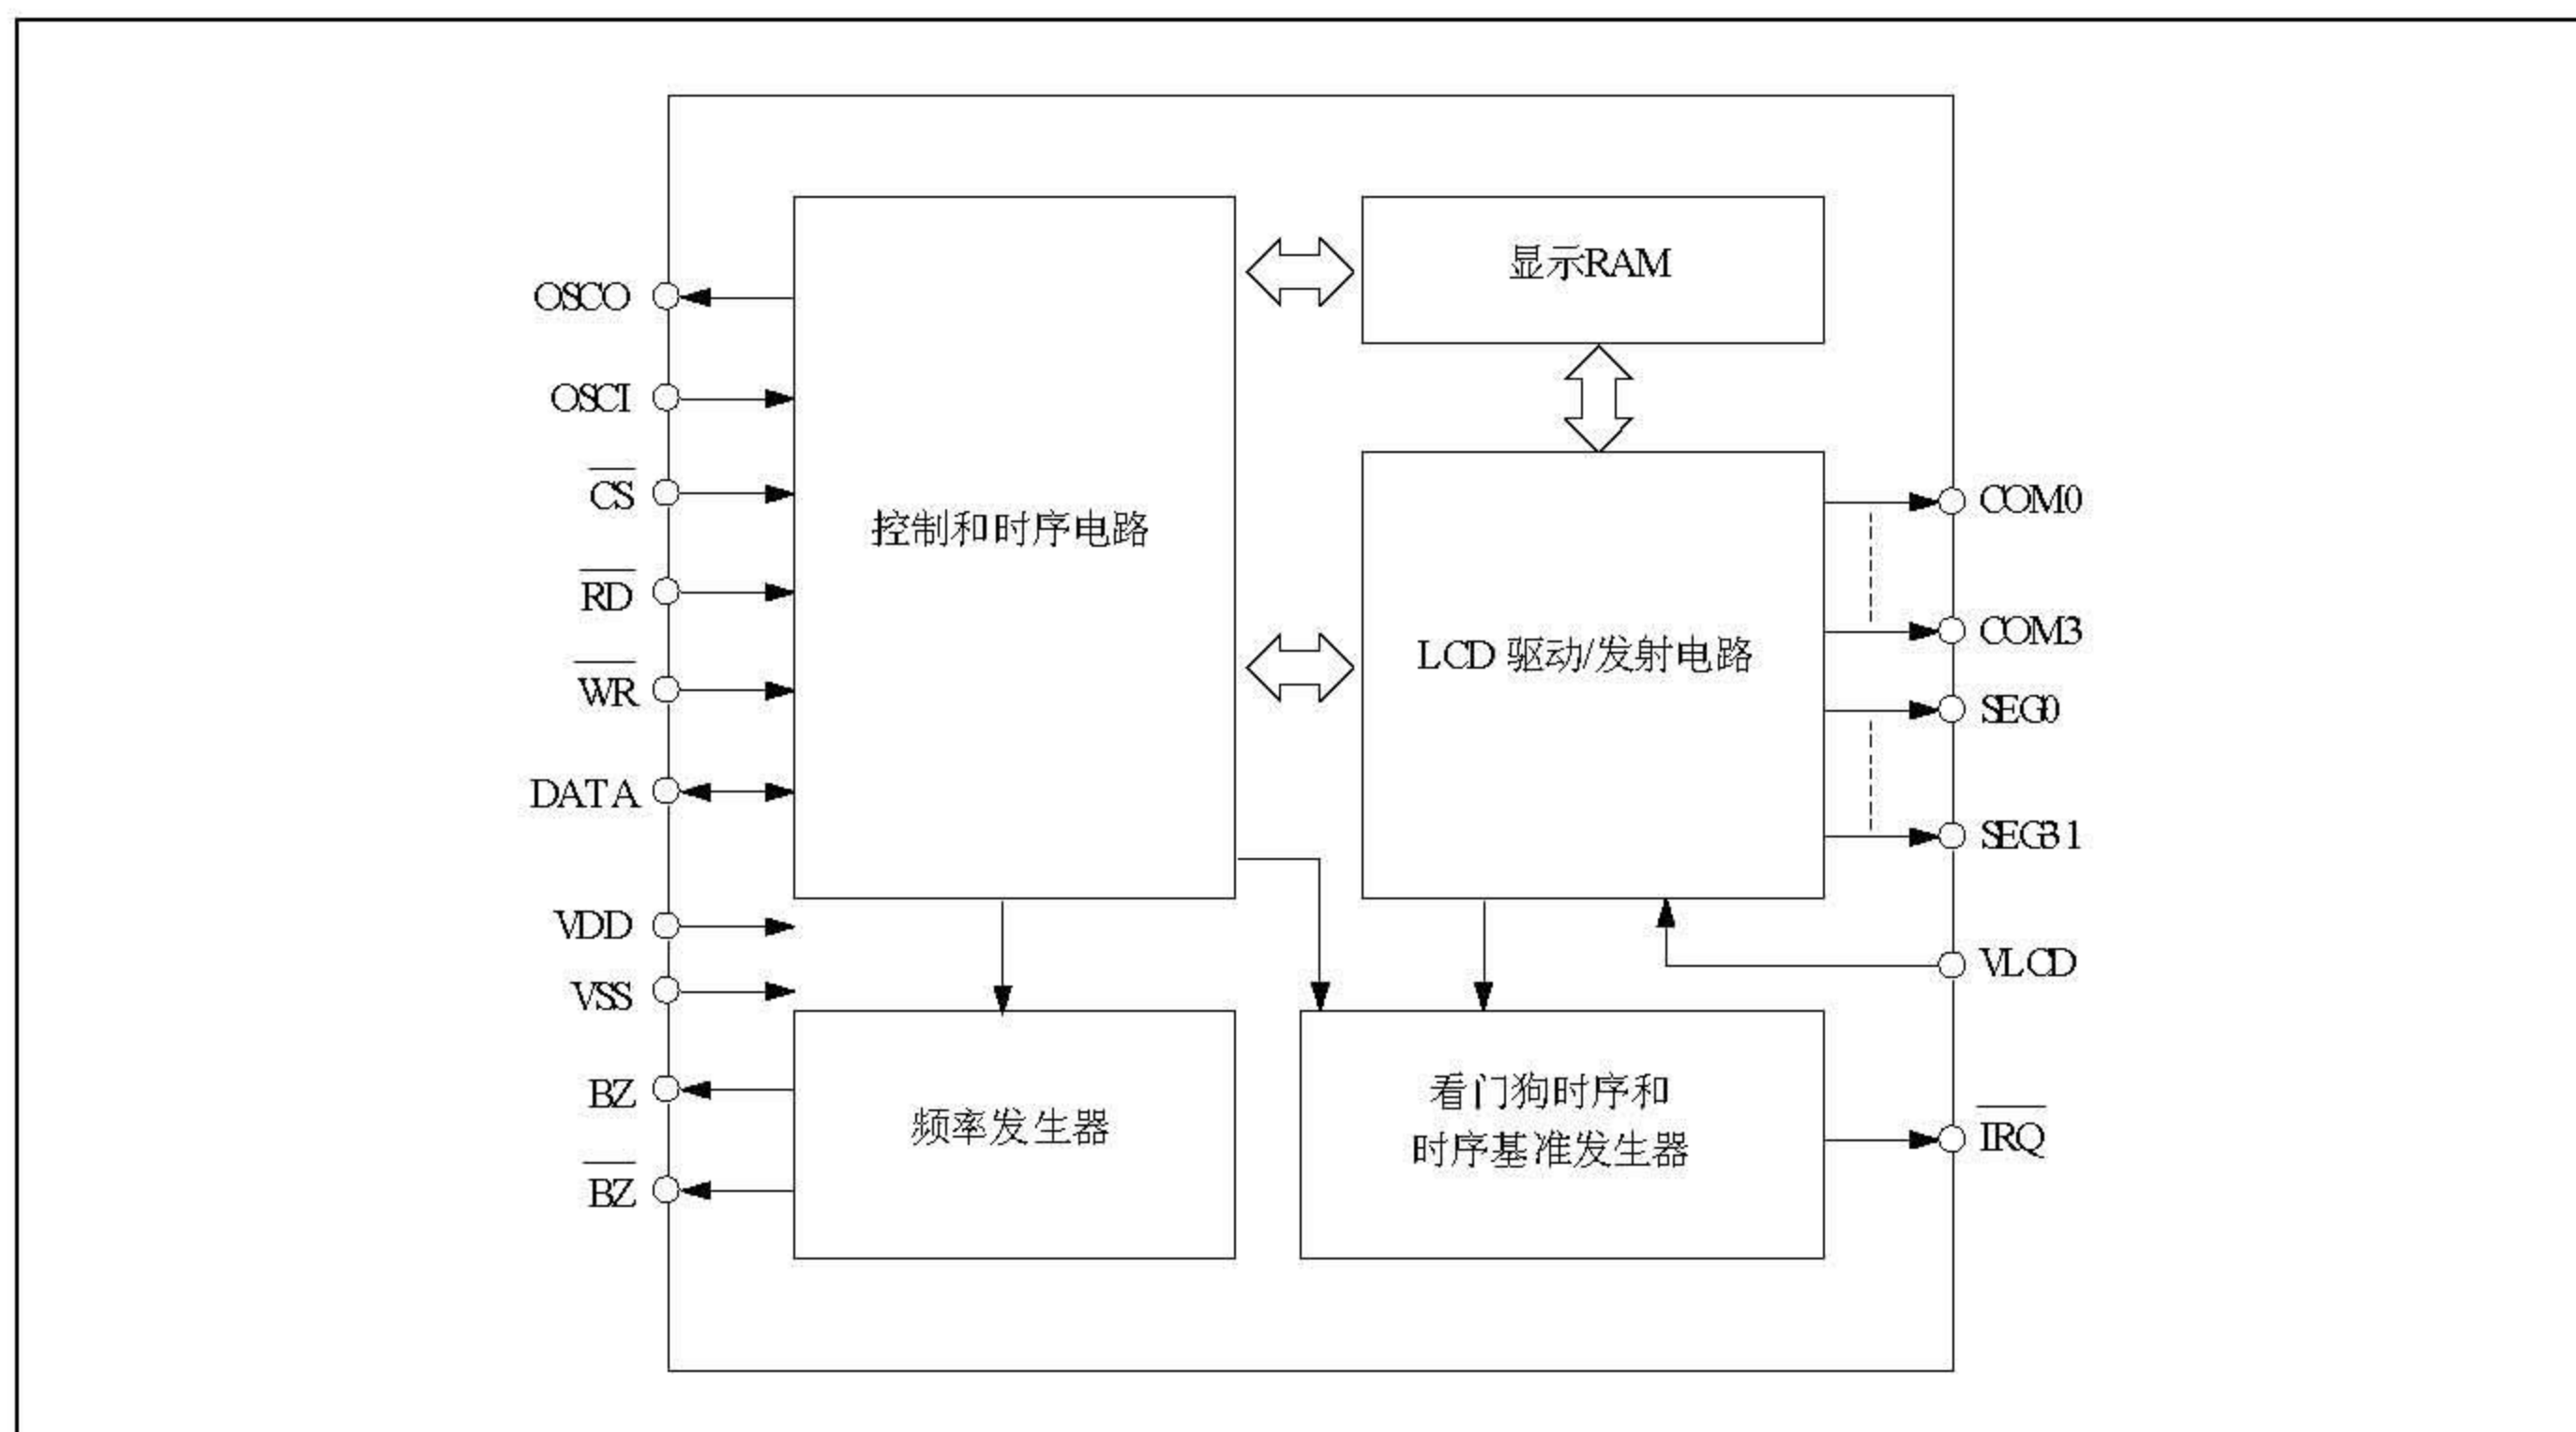 显示RAM
OSCO
OSCI
CS
COM0
控制和时序电路
RD
COM3
LCD 驱动/发射电路
WR
SEG0
DATA
SEG31
VDD
VLCD
VSS
BZ
看门狗时序和
频率发生器
IRQ
时序基准发生器
BZ